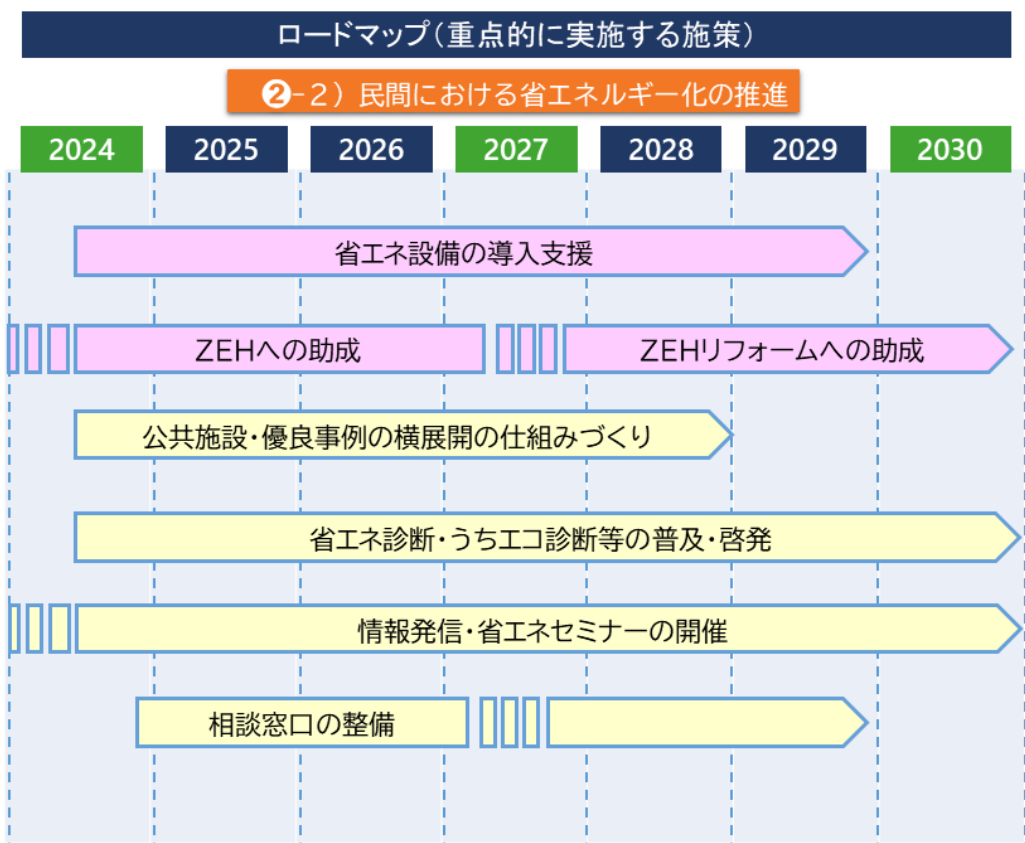 ロードマップ（重点的に実施する施策）
❷-２）民間における省エネルギー化の推進
2024 2025 2026 2027 2028 2029 2030
省エネ設備の導入支援
ZEHへの助成 ZEHリフォームへの助成
公共施設・優良事例の横展開の仕組みづくり
省エネ診断・うちエコ診断等の普及・啓発
情報発信・省エネセミナーの開催
相談窓口の整備